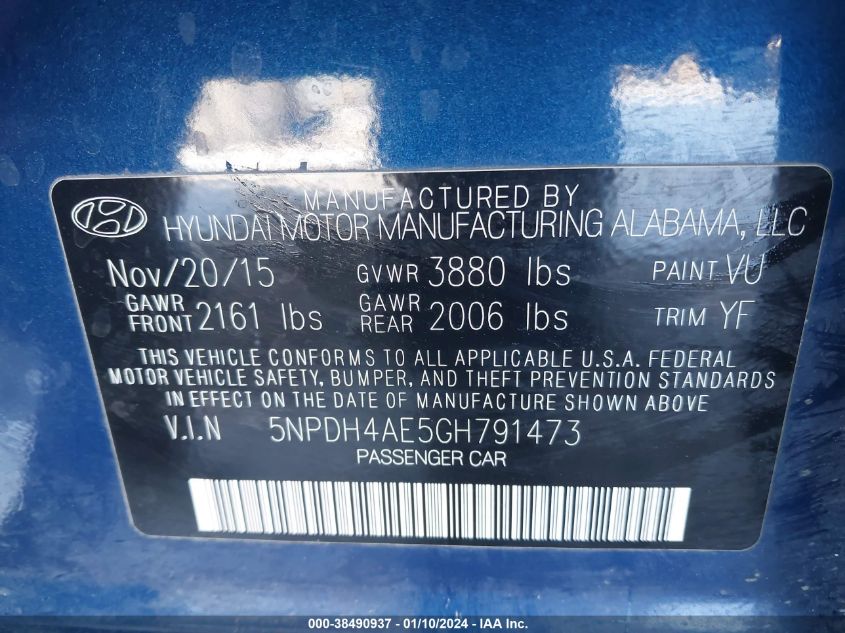 MANUFACTURED BY
HYUNDAI MOTOR MANUFACTURING ALABAMA, LLC
Nov/20/15 GVWR 3880 lbs PAINT VU
GAWR FRONT 2161 lbs GAWR REAR 2006 lbs TRIM YF
THIS VEHICLE CONFORMS TO ALL APPLICABLE U.S.A. FEDERAL
MOTOR VEHICLE SAFETY, BUMPER, AND THEFT PREVENTION STANDARDS
IN EFFECT ON THE DATE OF MANUFACTURE SHOWN ABOVE
V.I.N 5NPDH4AE5GH791473
PASSENGER CAR
000-38490937 - 01/10/2024 - IAA Inc.